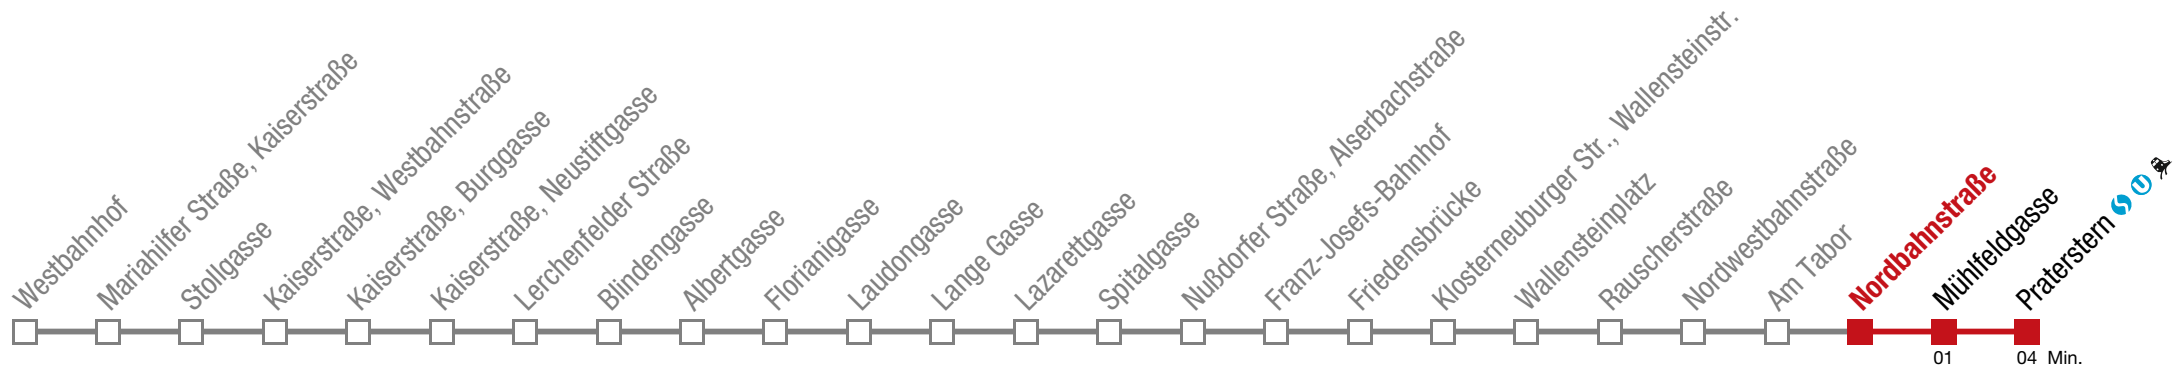 Westbahnhof
Mariahilfer Straße, Kaiserstraße
Stollgasse
Kaiserstraße, Westbahnstraße
Kaiserstraße, Burggasse
Kaiserstraße, Neustiftgasse
Lerchenfelder Straße
Blindengasse
Albertgasse
Florianigasse
Laudongasse
Lange Gasse
Lazarettgasse
Spitalgasse
Nußdorfer Straße, Alserbachstraße
Franz-Josefs-Bahnhof
Friedensbrücke
Klosterneuburger Str., Wallensteinstr.
Wallensteinplatz
Rauscherstraße
Nordwestbahnstraße
Am Tabor
Nordbahnstraße
Mühlfeldgasse
Praterstern S U
01
04 Min.